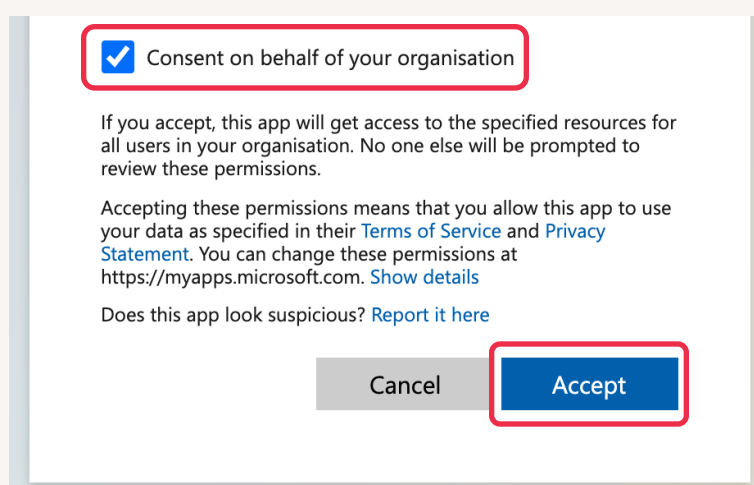 Consent on behalf of your organisation
If you accept, this app will get access to the specified resources for
all users in your organisation. No one else will be prompted to
review these permissions.
Accepting these permissions means that you allow this app to use
your data as specified in their Terms of Service and Privacy
Statement. You can change these permissions at
https://myapps.microsoft.com. Show details
Does this app look suspicious? Report it here
Cancel
Accept